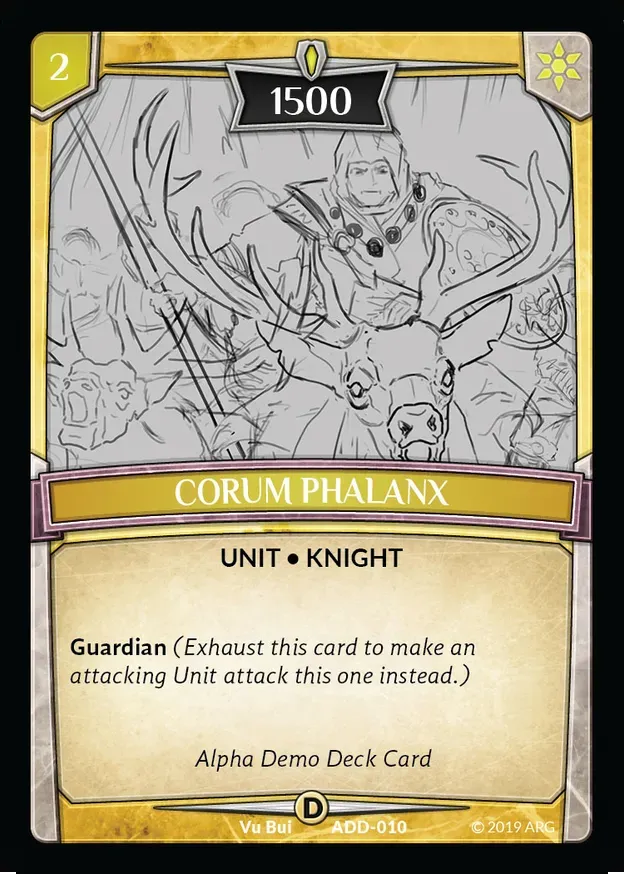 2
1500
CORUM PHALANX
UNIT • KNIGHT
Guardian (Exhaust this card to make an
attacking Unit attack this one instead.)
Alpha Demo Deck Card
D
Vu Bui ADD-010 © 2019 ARG